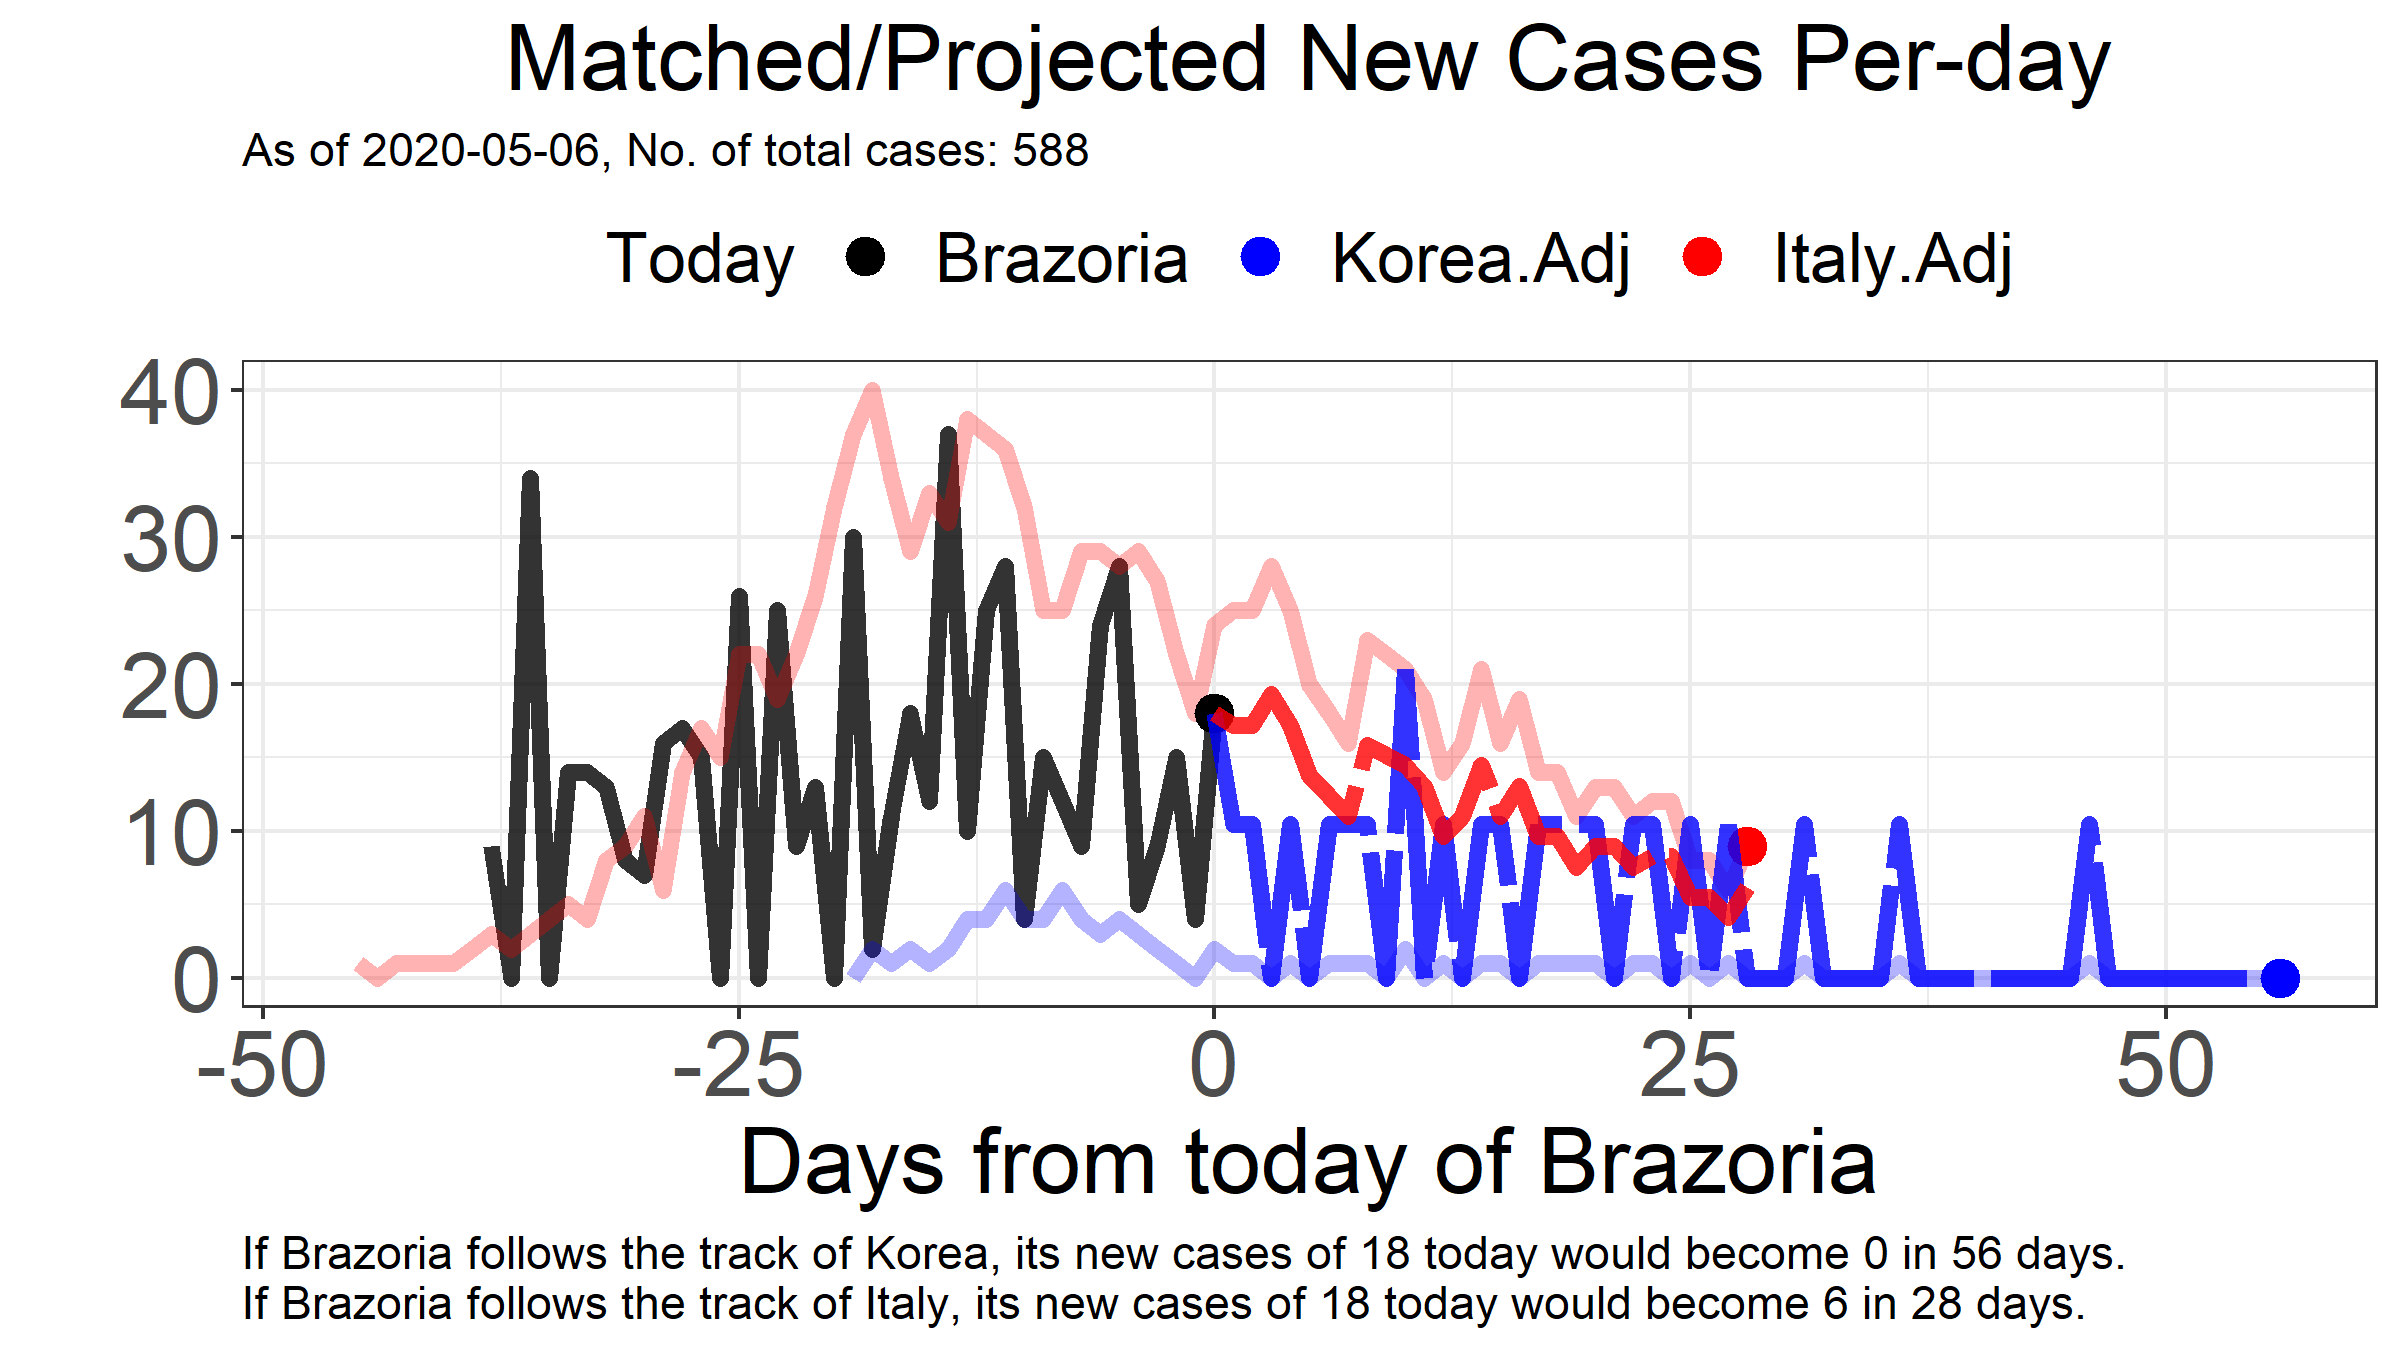 Matched/Projected New Cases Per-day
As of 2020-05-06, No. of total cases: 588
Today Brazoria Korea.Adj Italy.Adj
40
30
20
10
0
-50 -25 0 25 50
Days from today of Brazoria
If Brazoria follows the track of Korea, its new cases of 18 today would become 0 in 56 days.
If Brazoria follows the track of Italy, its new cases of 18 today would become 6 in 28 days.